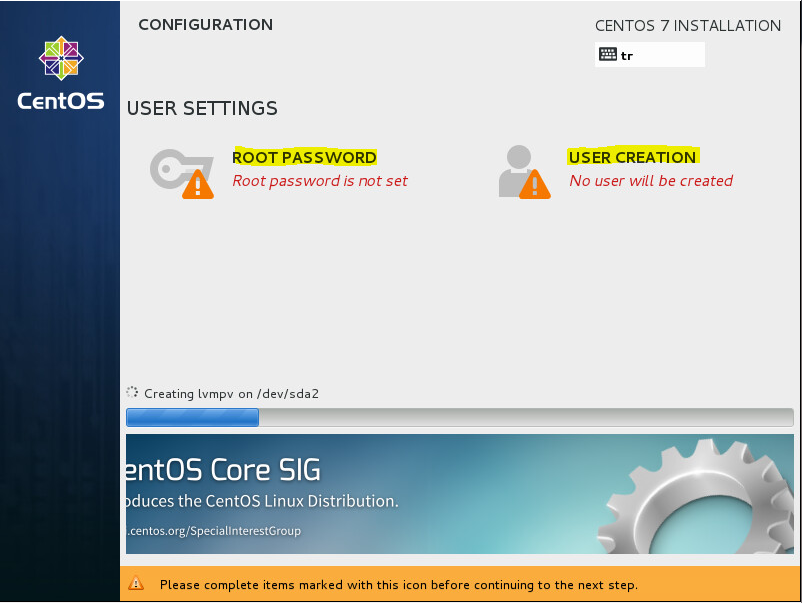 CONFIGURATION
CENTOS 7 INSTALLATION
tr
CentOS
USER SETTINGS
ROOT PASSWORD
Root password is not set
USER CREATION
No user will be created
Creating lvmpv on /dev/sda2
entOS Core SIG
oduces the CentOS Linux Distribution.
.centos.org/SpecialInterestGroup
Please complete items marked with this icon before continuing to the next step.